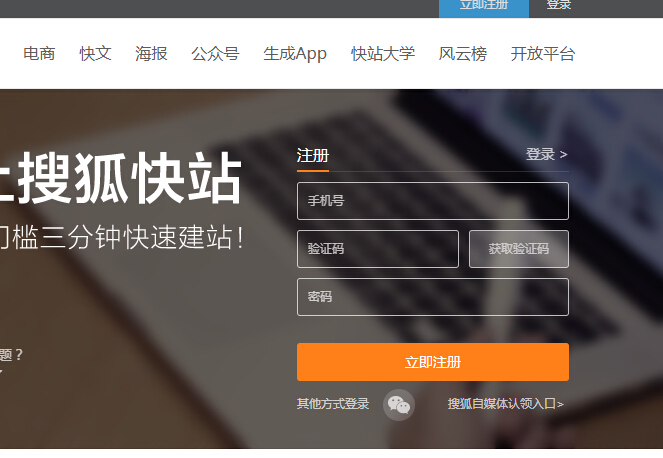 立即注册 登录
电商 快文 海报 公众号 生成App 快站大学 风云榜 开放平台
注册 登录 >
上搜狐快站
手机号
门槛三分钟快速建站！
验证码 获取验证码
密码
题？
立即注册
其他方式登录 搜狐自媒体认领入口>